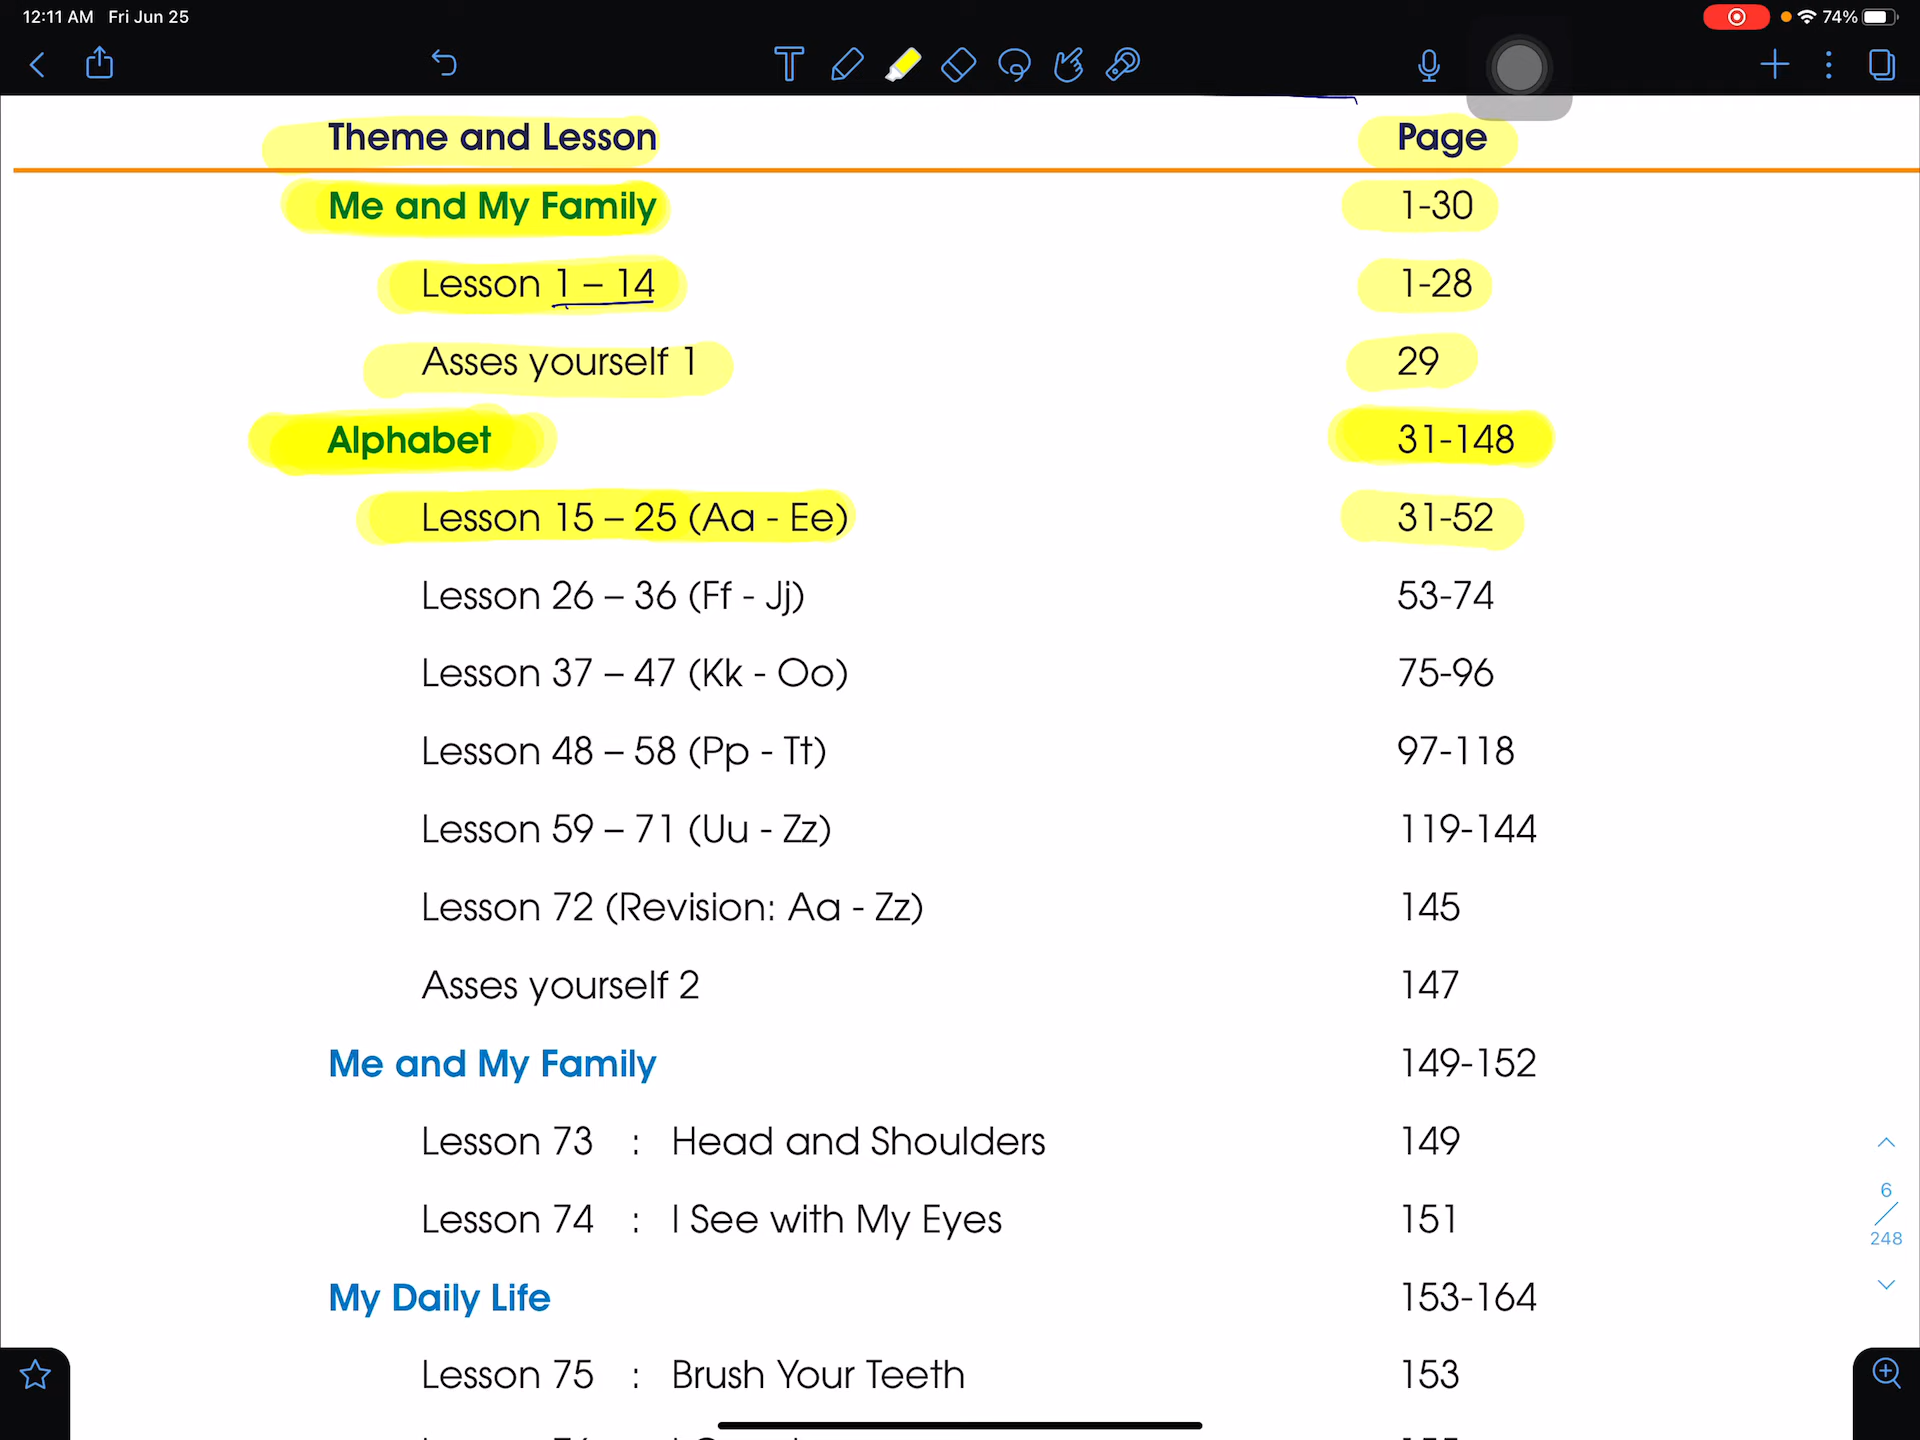 12:11 AM Fri Jun 25 74%
Theme and Lesson Page
Me and My Family 1-30
Lesson 1 – 14 1-28
Asses yourself 1 29
Alphabet 31-148
Lesson 15 – 25 (Aa - Ee) 31-52
Lesson 26 – 36 (Ff - Jj) 53-74
Lesson 37 – 47 (Kk - Oo) 75-96
Lesson 48 – 58 (Pp - Tt) 97-118
Lesson 59 – 71 (Uu - Zz) 119-144
Lesson 72 (Revision: Aa - Zz) 145
Asses yourself 2 147
Me and My Family 149-152
Lesson 73 : Head and Shoulders 149
Lesson 74 : I See with My Eyes 151
6
248
My Daily Life 153-164
Lesson 75 : Brush Your Teeth 153